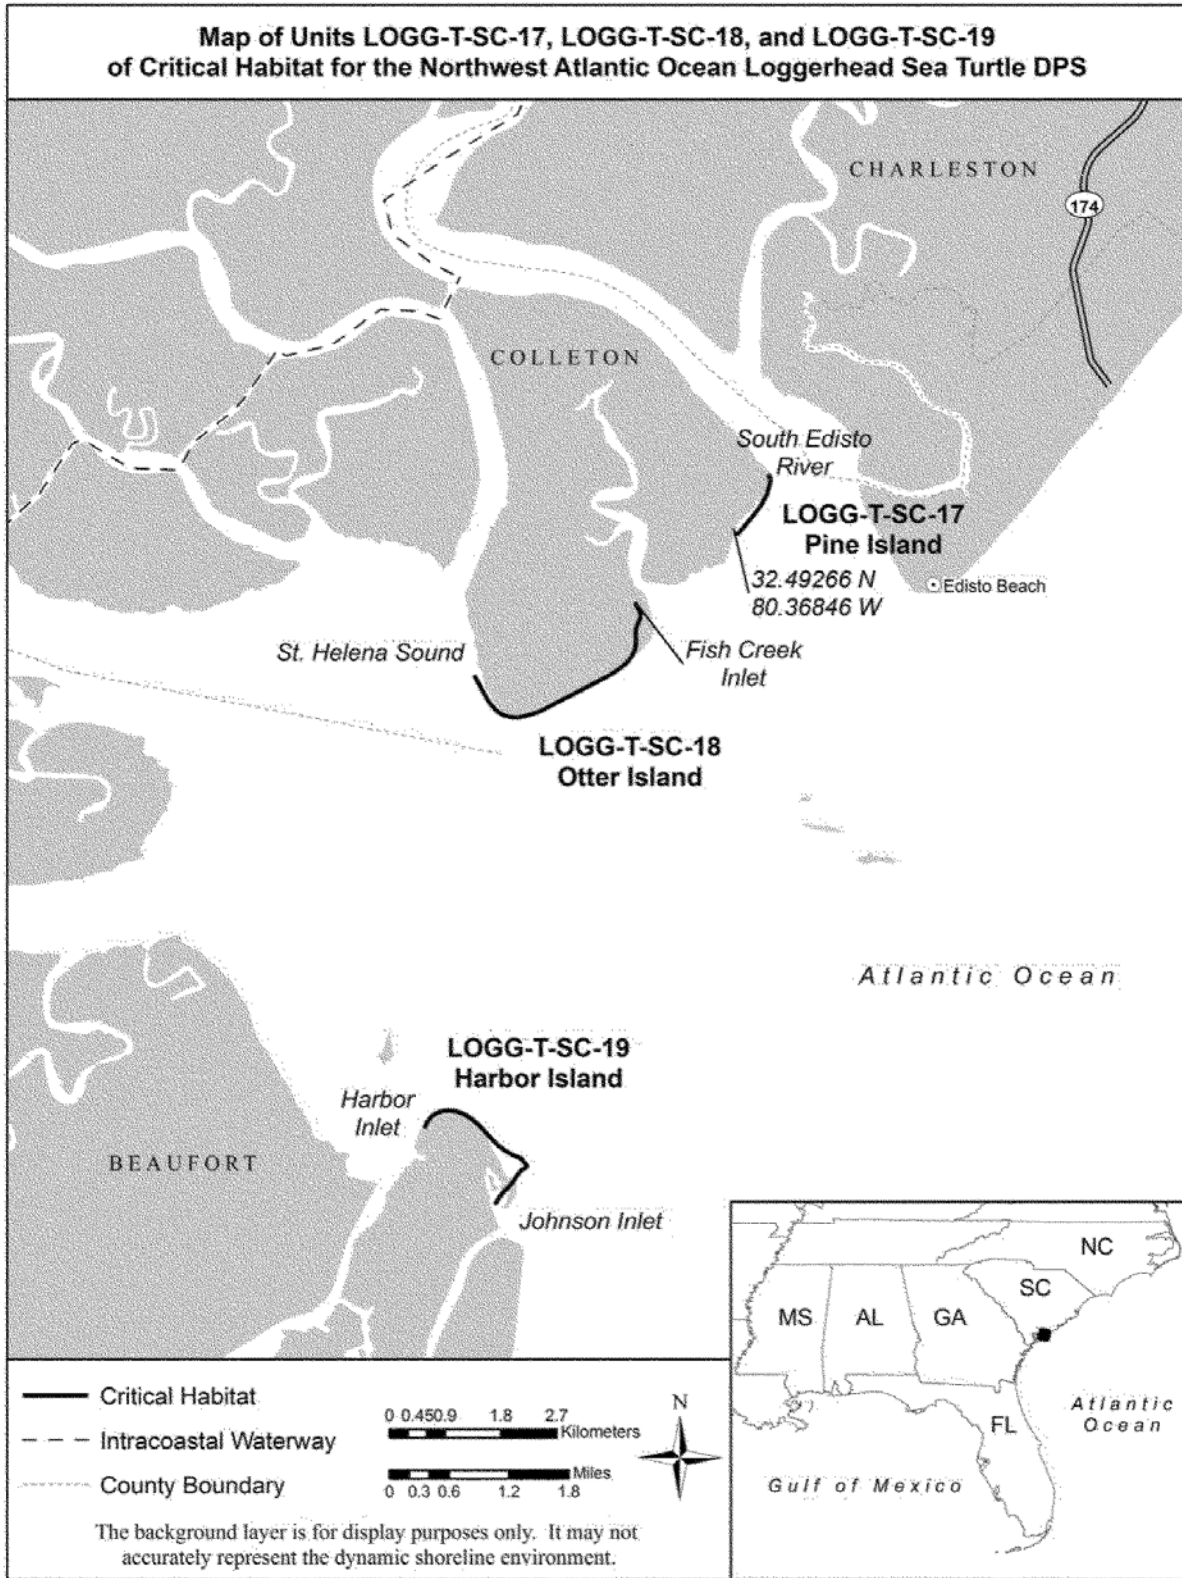 Map of Units LOGG-T-SC-17, LOGG-T-SC-18, and LOGG-T-SC-19
of Critical Habitat for the Northwest Atlantic Ocean Loggerhead Sea Turtle DPS
CHARLESTON
174
COLLETON
South Edisto
River
LOGG-T-SC-17
Pine Island
32.49266 N
80.36846 W
Edisto Beach
St. Helena Sound
Fish Creek
Inlet
LOGG-T-SC-18
Otter Island
Atlantic Ocean
LOGG-T-SC-19
Harbor Island
Harbor
Inlet
BEAUFORT
Johnson Inlet
NC
SC
MS
AL
GA
FL
Atlantic
Ocean
Gulf of Mexico
Critical Habitat
Intracoastal Waterway
County Boundary
0 0.450.9 1.8 2.7
Kilometers
Miles
0 0.3 0.6 1.2 1.8
N
The background layer is for display purposes only. It may not
accurately represent the dynamic shoreline environment.